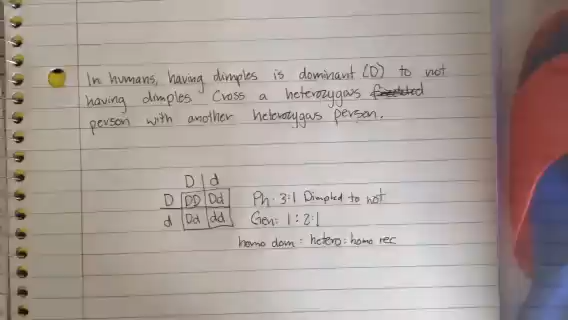 In humans, having dimples is dominant (D) to not
having dimples. Cross a heterozygous
person with another heterozygous person.
D d
D DD Dd Ph: 3:1 Dimpled to not
d Dd dd Gen: 1:2:1
homo dom: hetero: homo rec